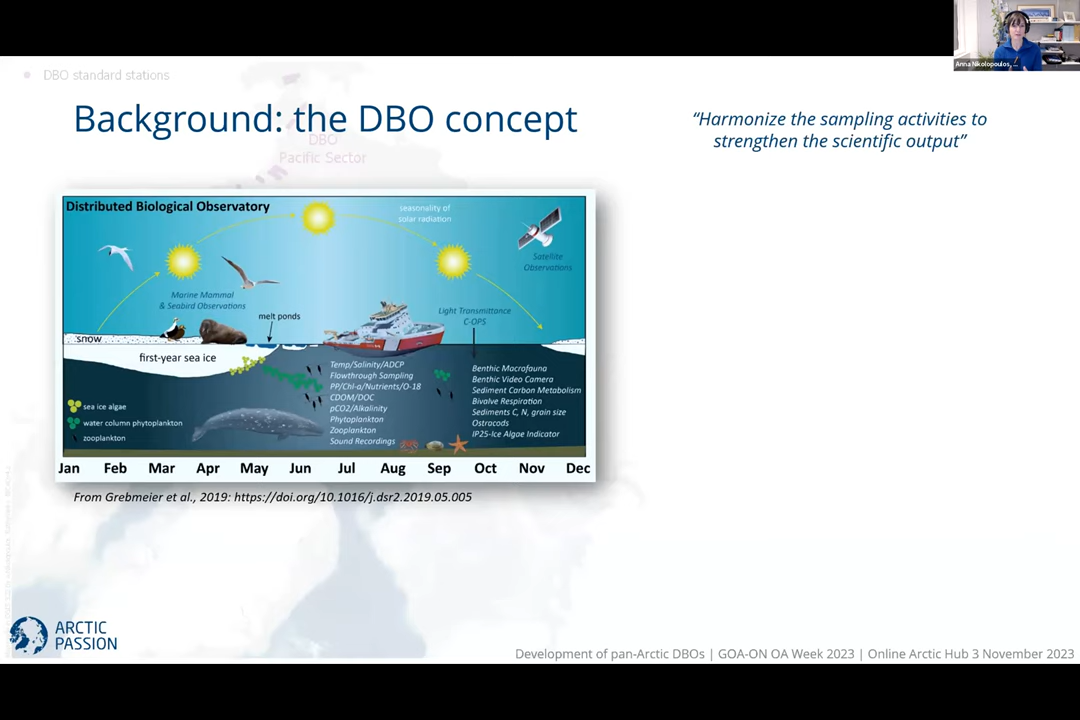 Anna Nikolopoulos, ...
DBO standard stations
Background: the DBO concept
DBO
Pacific Sector
“Harmonize the sampling activities to
strengthen the scientific output”
Distributed Biological Observatory
seasonality of
solar radiation
Satellite
Observations
Marine Mammal
& Seabird Observations
melt ponds
Light Transmittance
C-OPS
snow
first-year sea ice
Temp/Salinity/ADCP
Flowthrough Sampling
PP/Chl-a/Nutrients/O-18
CDOM/DOC
pCO2/Alkalinity
Phytoplankton
Zooplankton
Sound Recordings
Benthic Macrofauna
Benthic Video Camera
Sediment Carbon Metabolism
Bivalve Respiration
Sediments C, N, grain size
Ostracods
IP25-Ice Algae Indicator
sea ice algae
water column phytoplankton
zooplankton
Jan Feb Mar Apr May Jun Jul Aug Sep Oct Nov Dec
From Grebmeier et al., 2019: https://doi.org/10.1016/j.dsr2.2019.05.005
ARCTIC
PASSION
Development of pan-Arctic DBOs | GOA-ON OA Week 2023 | Online Arctic Hub 3 November 2023